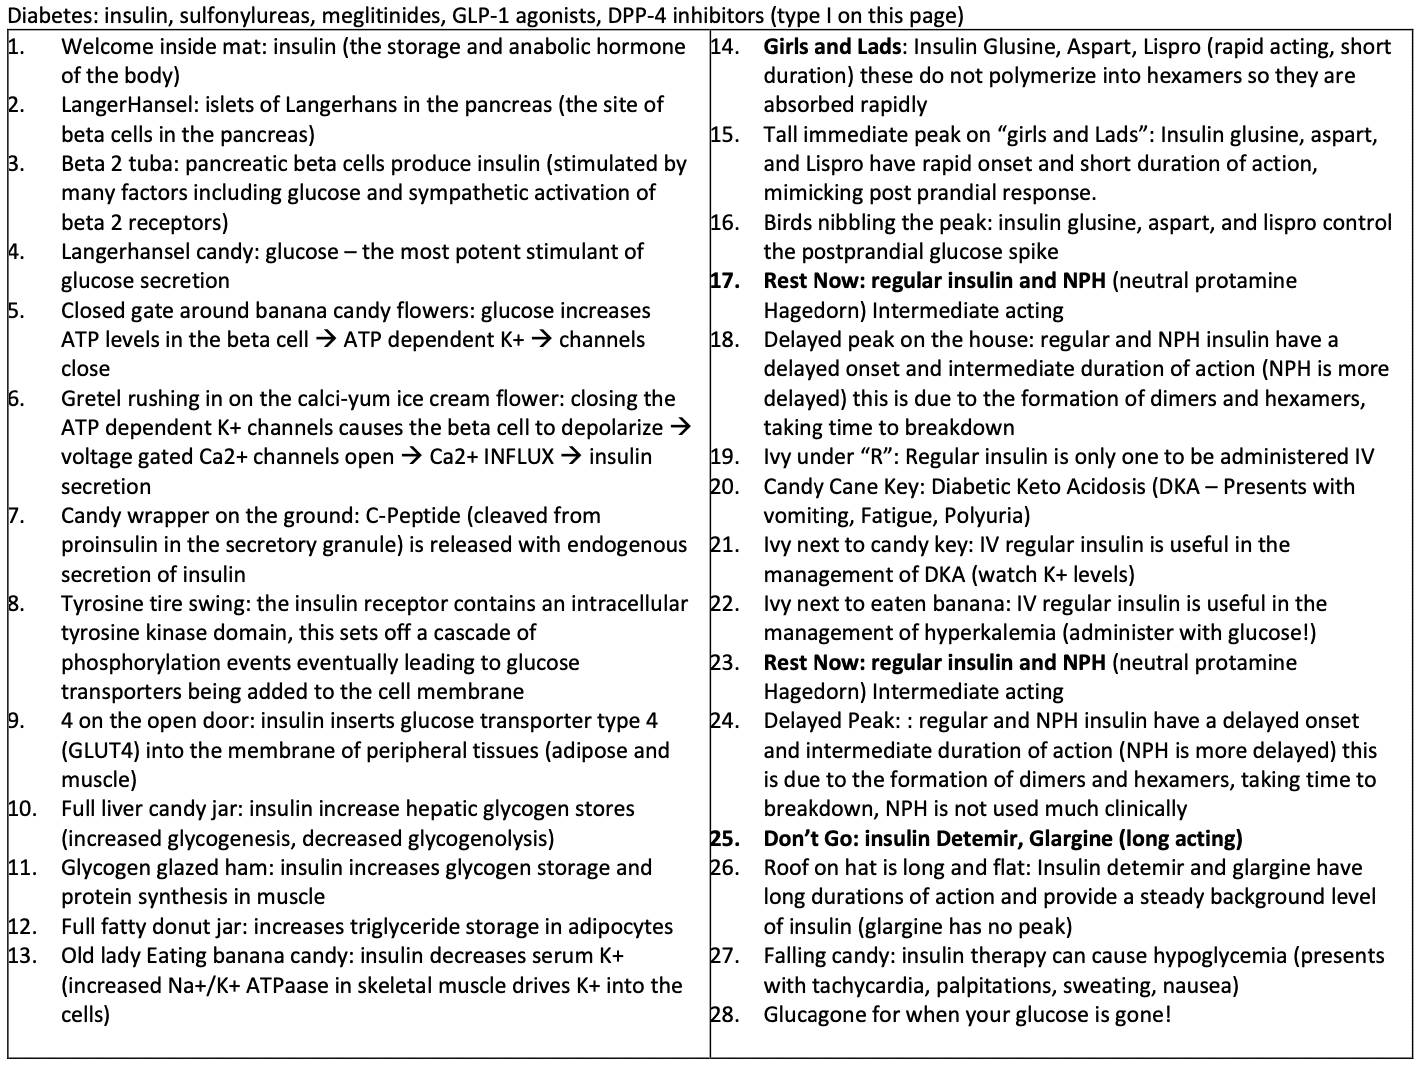 Diabetes: insulin, sulfonylureas, meglitinides, GLP-1 agonists, DPP-4 inhibitors (type I on this page)
1. Welcome inside mat: insulin (the storage and anabolic hormone
of the body)
2. LangerHansel: islets of Langerhans in the pancreas (the site of
beta cells in the pancreas)
3. Beta 2 tuba: pancreatic beta cells produce insulin (stimulated by
many factors including glucose and sympathetic activation of
beta 2 receptors)
4. Langerhansel candy: glucose – the most potent stimulant of
glucose secretion
5. Closed gate around banana candy flowers: glucose increases
ATP levels in the beta cell → ATP dependent K+ → channels
close
6. Gretel rushing in on the calci-yum ice cream flower: closing the
ATP dependent K+ channels causes the beta cell to depolarize →
voltage gated Ca2+ channels open → Ca2+ INFLUX → insulin
secretion
7. Candy wrapper on the ground: C-Peptide (cleaved from
proinsulin in the secretory granule) is released with endogenous
secretion of insulin
8. Tyrosine tire swing: the insulin receptor contains an intracellular
tyrosine kinase domain, this sets off a cascade of
phosphorylation events eventually leading to glucose
transporters being added to the cell membrane
9. 4 on the open door: insulin inserts glucose transporter type 4
(GLUT4) into the membrane of peripheral tissues (adipose and
muscle)
10. Full liver candy jar: insulin increase hepatic glycogen stores
(increased glycogenesis, decreased glycogenolysis)
11. Glycogen glazed ham: insulin increases glycogen storage and
protein synthesis in muscle
12. Full fatty donut jar: increases triglyceride storage in adipocytes
13. Old lady Eating banana candy: insulin decreases serum K+
(increased Na+/K+ ATPaase in skeletal muscle drives K+ into the
cells)
14. Girls and Lads: Insulin Glusine, Aspart, Lispro (rapid acting, short
duration) these do not polymerize into hexamers so they are
absorbed rapidly
15. Tall immediate peak on “girls and Lads”: Insulin glusine, aspart,
and Lispro have rapid onset and short duration of action,
mimicking post prandial response.
16. Birds nibbling the peak: insulin glusine, aspart, and lispro control
the postprandial glucose spike
17. Rest Now: regular insulin and NPH (neutral protamine
Hagedorn) Intermediate acting
18. Delayed peak on the house: regular and NPH insulin have a
delayed onset and intermediate duration of action (NPH is more
delayed) this is due to the formation of dimers and hexamers,
taking time to breakdown
19. Ivy under “R”: Regular insulin is only one to be administered IV
20. Candy Cane Key: Diabetic Keto Acidosis (DKA – Presents with
vomiting, Fatigue, Polyuria)
21. Ivy next to candy key: IV regular insulin is useful in the
management of DKA (watch K+ levels)
22. Ivy next to eaten banana: IV regular insulin is useful in the
management of hyperkalemia (administer with glucose!)
23. Rest Now: regular insulin and NPH (neutral protamine
Hagedorn) Intermediate acting
24. Delayed Peak: : regular and NPH insulin have a delayed onset
and intermediate duration of action (NPH is more delayed) this
is due to the formation of dimers and hexamers, taking time to
breakdown, NPH is not used much clinically
25. Don’t Go: insulin Detemir, Glargine (long acting)
26. Roof on hat is long and flat: Insulin detemir and glargine have
long durations of action and provide a steady background level
of insulin (glargine has no peak)
27. Falling candy: insulin therapy can cause hypoglycemia (presents
with tachycardia, palpitations, sweating, nausea)
28. Glucagone for when your glucose is gone!